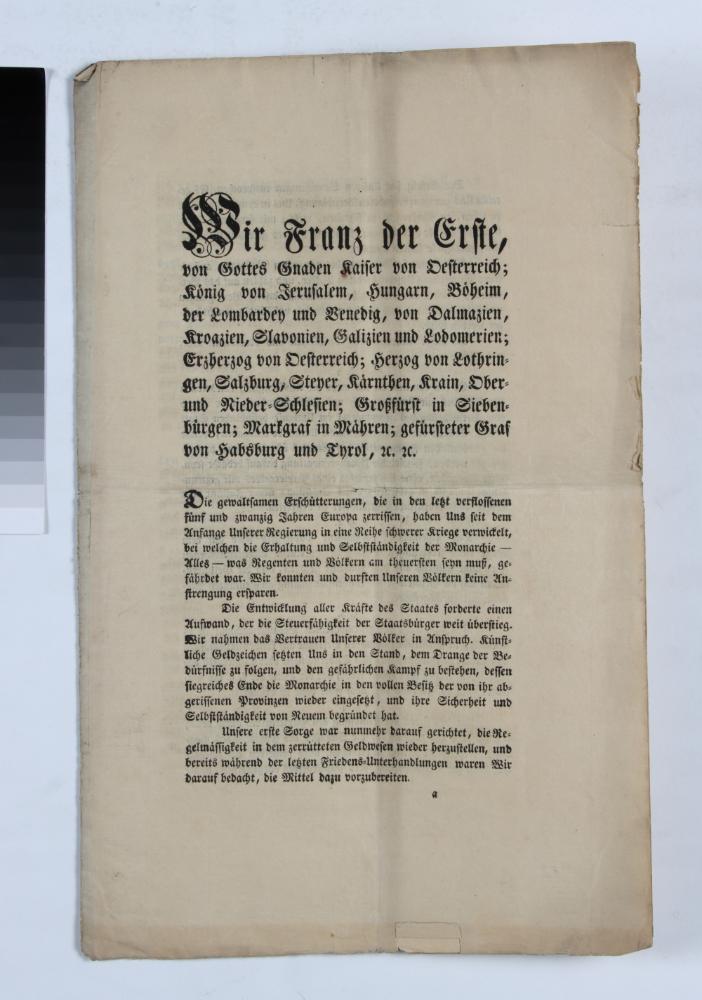 Wir Franz der Erste,
von Gottes Gnaden Kaiser von Oesterreich;
König von Jerusalem, Hungarn, Böheim,
der Lombardey und Venedig, von Dalmazien,
Kroazien, Slavonien, Galizien und Lodomerien;
Erzherzog von Oesterreich; Herzog von Lothrin-
gen, Salzburg, Steyer, Kärnthen, Krain, Ober-
und Nieder-Schlesien; Großfürst in Sieben-
bürgen; Markgraf in Mähren; gefürsteter Graf
von Habsburg und Tyrol, ꝛc. ꝛc.
Die gewaltsamen Erschütterungen, die in den letzt verflossenen
fünf und zwanzig Jahren Europa zerrissen, haben Uns seit dem
Anfange Unserer Regierung in eine Reihe schwerer Kriege verwickelt,
bei welchen die Erhaltung und Selbstständigkeit der Monarchie —
Alles — was Regenten und Völkern am theuersten seyn muß, ge-
fährdet war. Wir konnten und durften Unseren Völkern keine An-
strengung ersparen.
Die Entwicklung aller Kräfte des Staates forderte einen
Aufwand, der die Steuerfähigkeit der Staatsbürger weit überstieg.
Wir nahmen das Vertrauen Unserer Völker in Anspruch. Künst-
liche Geldzeichen setzten Uns in den Stand, dem Drange der Be-
dürfnisse zu folgen, und den gefährlichen Kampf zu bestehen, dessen
siegreiches Ende die Monarchie in den vollen Besitz der von ihr ab-
gerissenen Provinzen wieder eingesetzt, und ihre Sicherheit und
Selbstständigkeit von Neuem begründet hat.
Unsere erste Sorge war nunmehr darauf gerichtet, die Re-
gelmässigkeit in dem zerrütteten Geldwesen wieder herzustellen, und
bereits während der letzten Friedens-Unterhandlungen waren Wir
darauf bedacht, die Mittel dazu vorzubereiten.
a